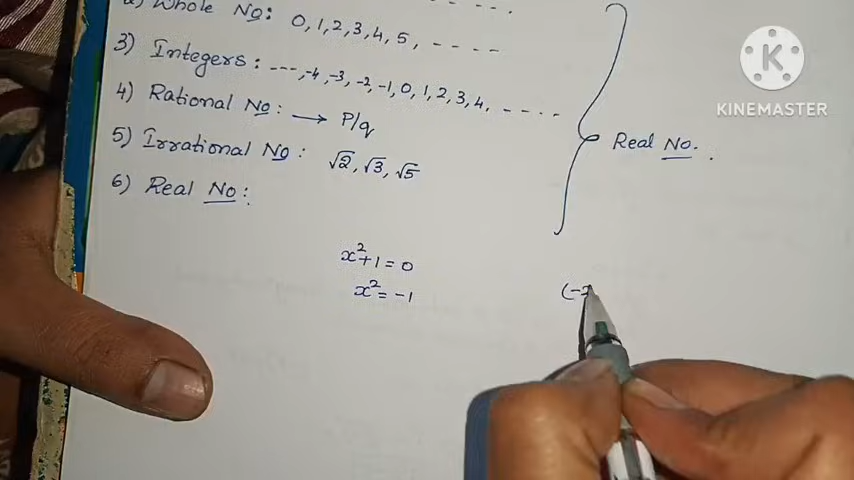 2) Whole No: 0, 1, 2, 3, 4, 5, - - - -
3) Integers : ---, -4, -3, -2, -1, 0, 1, 2, 3, 4, - - - - -
4) Rational No : → P/q
5) Irrational No : √2, √3, √5
6) Real No :
Real No.
x²+1 = 0
x² = -1
(-
K
KINEMASTER